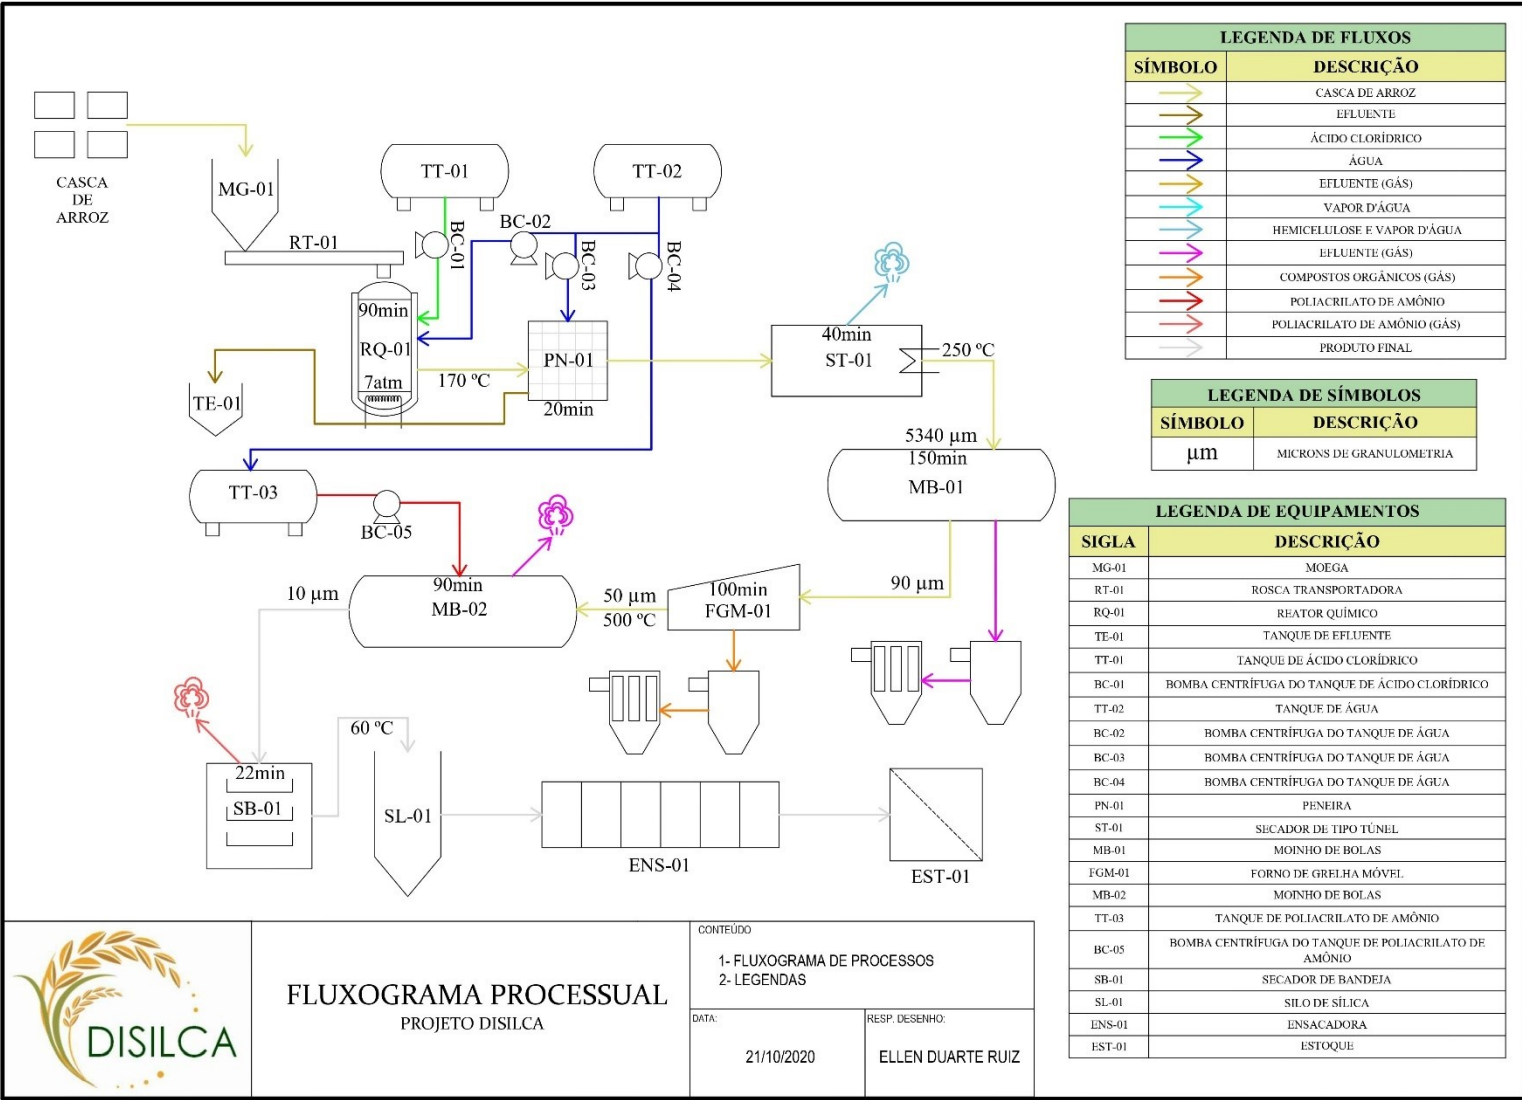 CASCA
DE
ARROZ
MG-01
RT-01
TT-01
TT-02
BC-01
BC-02
BC-03
BC-04
90min
RQ-01
7atm
170 ºC
PN-01
20min
TE-01
40min
ST-01
250 ºC
5340 µm
150min
MB-01
TT-03
BC-05
90min
MB-02
10 µm
50 µm
500 ºC
100min
FGM-01
90 µm
22min
SB-01
60 ºC
SL-01
ENS-01
EST-01
LEGENDA DE FLUXOS
SÍMBOLO DESCRIÇÃO
CASCA DE ARROZ
EFLUENTE
ÁCIDO CLORÍDRICO
ÁGUA
EFLUENTE (GÁS)
VAPOR D'ÁGUA
HEMICELULOSE E VAPOR D'ÁGUA
EFLUENTE (GÁS)
COMPOSTOS ORGÂNICOS (GÁS)
POLIACRILATO DE AMÔNIO
POLIACRILATO DE AMÔNIO (GÁS)
PRODUTO FINAL
LEGENDA DE SÍMBOLOS
SÍMBOLO DESCRIÇÃO
µm MICRONS DE GRANULOMETRIA
LEGENDA DE EQUIPAMENTOS
SIGLA DESCRIÇÃO
MG-01 MOEGA
RT-01 ROSCA TRANSPORTADORA
RQ-01 REATOR QUÍMICO
TE-01 TANQUE DE EFLUENTE
TT-01 TANQUE DE ÁCIDO CLORÍDRICO
BC-01 BOMBA CENTRÍFUGA DO TANQUE DE ÁCIDO CLORÍDRICO
TT-02 TANQUE DE ÁGUA
BC-02 BOMBA CENTRÍFUGA DO TANQUE DE ÁGUA
BC-03 BOMBA CENTRÍFUGA DO TANQUE DE ÁGUA
BC-04 BOMBA CENTRÍFUGA DO TANQUE DE ÁGUA
PN-01 PENEIRA
ST-01 SECADOR DE TIPO TÚNEL
MB-01 MOINHO DE BOLAS
FGM-01 FORNO DE GRELHA MÓVEL
MB-02 MOINHO DE BOLAS
TT-03 TANQUE DE POLIACRILATO DE AMÔNIO
BC-05 BOMBA CENTRÍFUGA DO TANQUE DE POLIACRILATO DE
AMÔNIO
SB-01 SECADOR DE BANDEJA
SL-01 SILO DE SÍLICA
ENS-01 ENSACADORA
EST-01 ESTOQUE
DISILCA
FLUXOGRAMA PROCESSUAL
PROJETO DISILCA
CONTEÚDO
1- FLUXOGRAMA DE PROCESSOS
2- LEGENDAS
DATA:
21/10/2020
RESP. DESENHO:
ELLEN DUARTE RUIZ